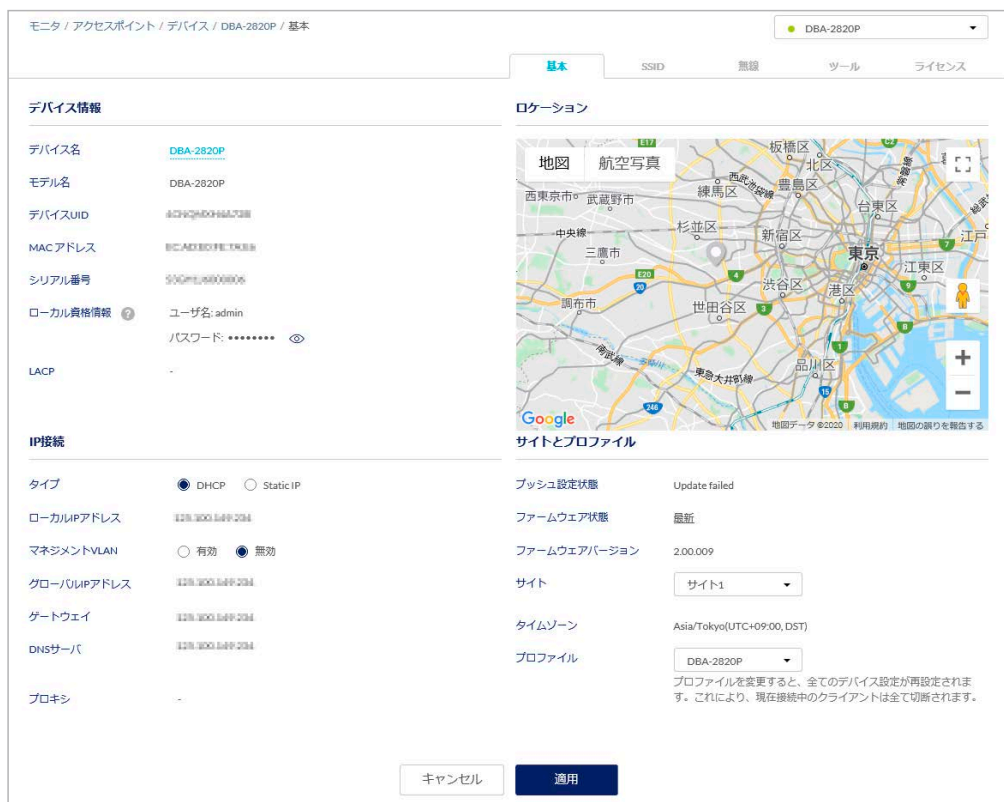 モニタ / アクセスポイント / デバイス / DBA-2820P / 基本
DBA-2820P
基本 SSID 無線 ツール ライセンス
デバイス情報
デバイス名 DBA-2820P
モデル名 DBA-2820P
デバイスUID
MAC アドレス
シリアル番号
ローカル資格情報 ? ユーザ名: admin
パスワード: ••••••••
LACP -
ロケーション
地図 航空写真
E17
C2
板橋区
北区
西武池袋線
豊島区
練馬区
西東京市
武蔵野市
台東区
中央線
杉並区
新宿区
7
江戸
三鷹市
東京
江東区
E20
20
4
渋谷区
港区
9
調布市
世田谷区
3
B
南武線
多摩川
東急大井町線
1
品川区
15
B
246
+
−
Google
地図データ ©2020 利用規約 地図の誤りを報告する
IP接続
タイプ DHCP Static IP
ローカルIPアドレス
マネジメントVLAN 有効 無効
グローバルIPアドレス
ゲートウェイ
DNSサーバ
プロキシ -
サイトとプロファイル
プッシュ設定状態 Update failed
ファームウェア状態 最新
ファームウェアバージョン 2.00.009
サイト サイト1
タイムゾーン Asia/Tokyo(UTC+09:00, DST)
プロファイル DBA-2820P
プロファイルを変更すると、全てのデバイス設定が再設定されま
す。これにより、現在接続中のクライアントは全て切断されます。
キャンセル 適用